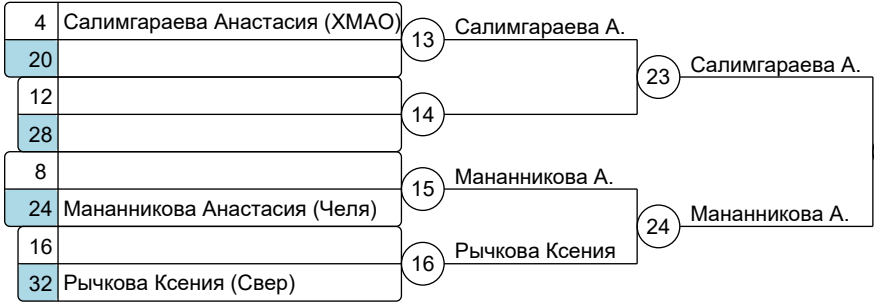 4 Салимгараева Анастасия (ХМАО)
13 Салимгараева А.
20
23 Салимгараева А.
12
14
28
8
15 Мананникова А.
24 Мананникова Анастасия (Челя)
24 Мананникова А.
16
16 Рычкова Ксения
32 Рычкова Ксения (Свер)